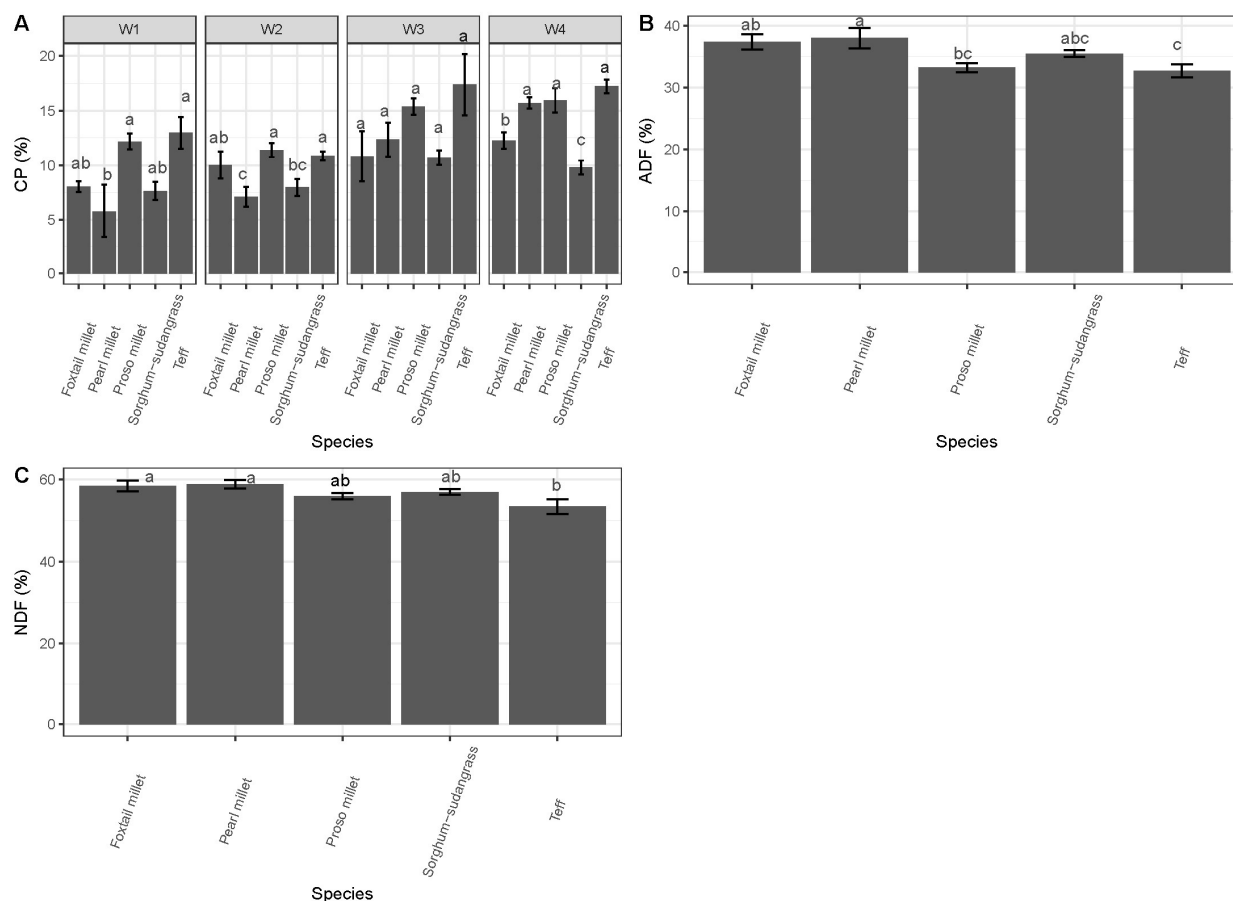 A
W1 W2 W3 W4
CP (%)
20
15
10
5
0
ab b a ab a
ab c a bc a
a a a a a
b a a c a
Foxtail millet Pearl millet Proso millet Sorghum−sudangrass Teff
Foxtail millet Pearl millet Proso millet Sorghum−sudangrass Teff
Foxtail millet Pearl millet Proso millet Sorghum−sudangrass Teff
Foxtail millet Pearl millet Proso millet Sorghum−sudangrass Teff
Species
B
ADF (%)
40
30
20
10
0
ab a bc abc c
Foxtail millet Pearl millet Proso millet Sorghum−sudangrass Teff
Species
C
NDF (%)
60
40
20
0
a a ab ab b
Foxtail millet Pearl millet Proso millet Sorghum−sudangrass Teff
Species